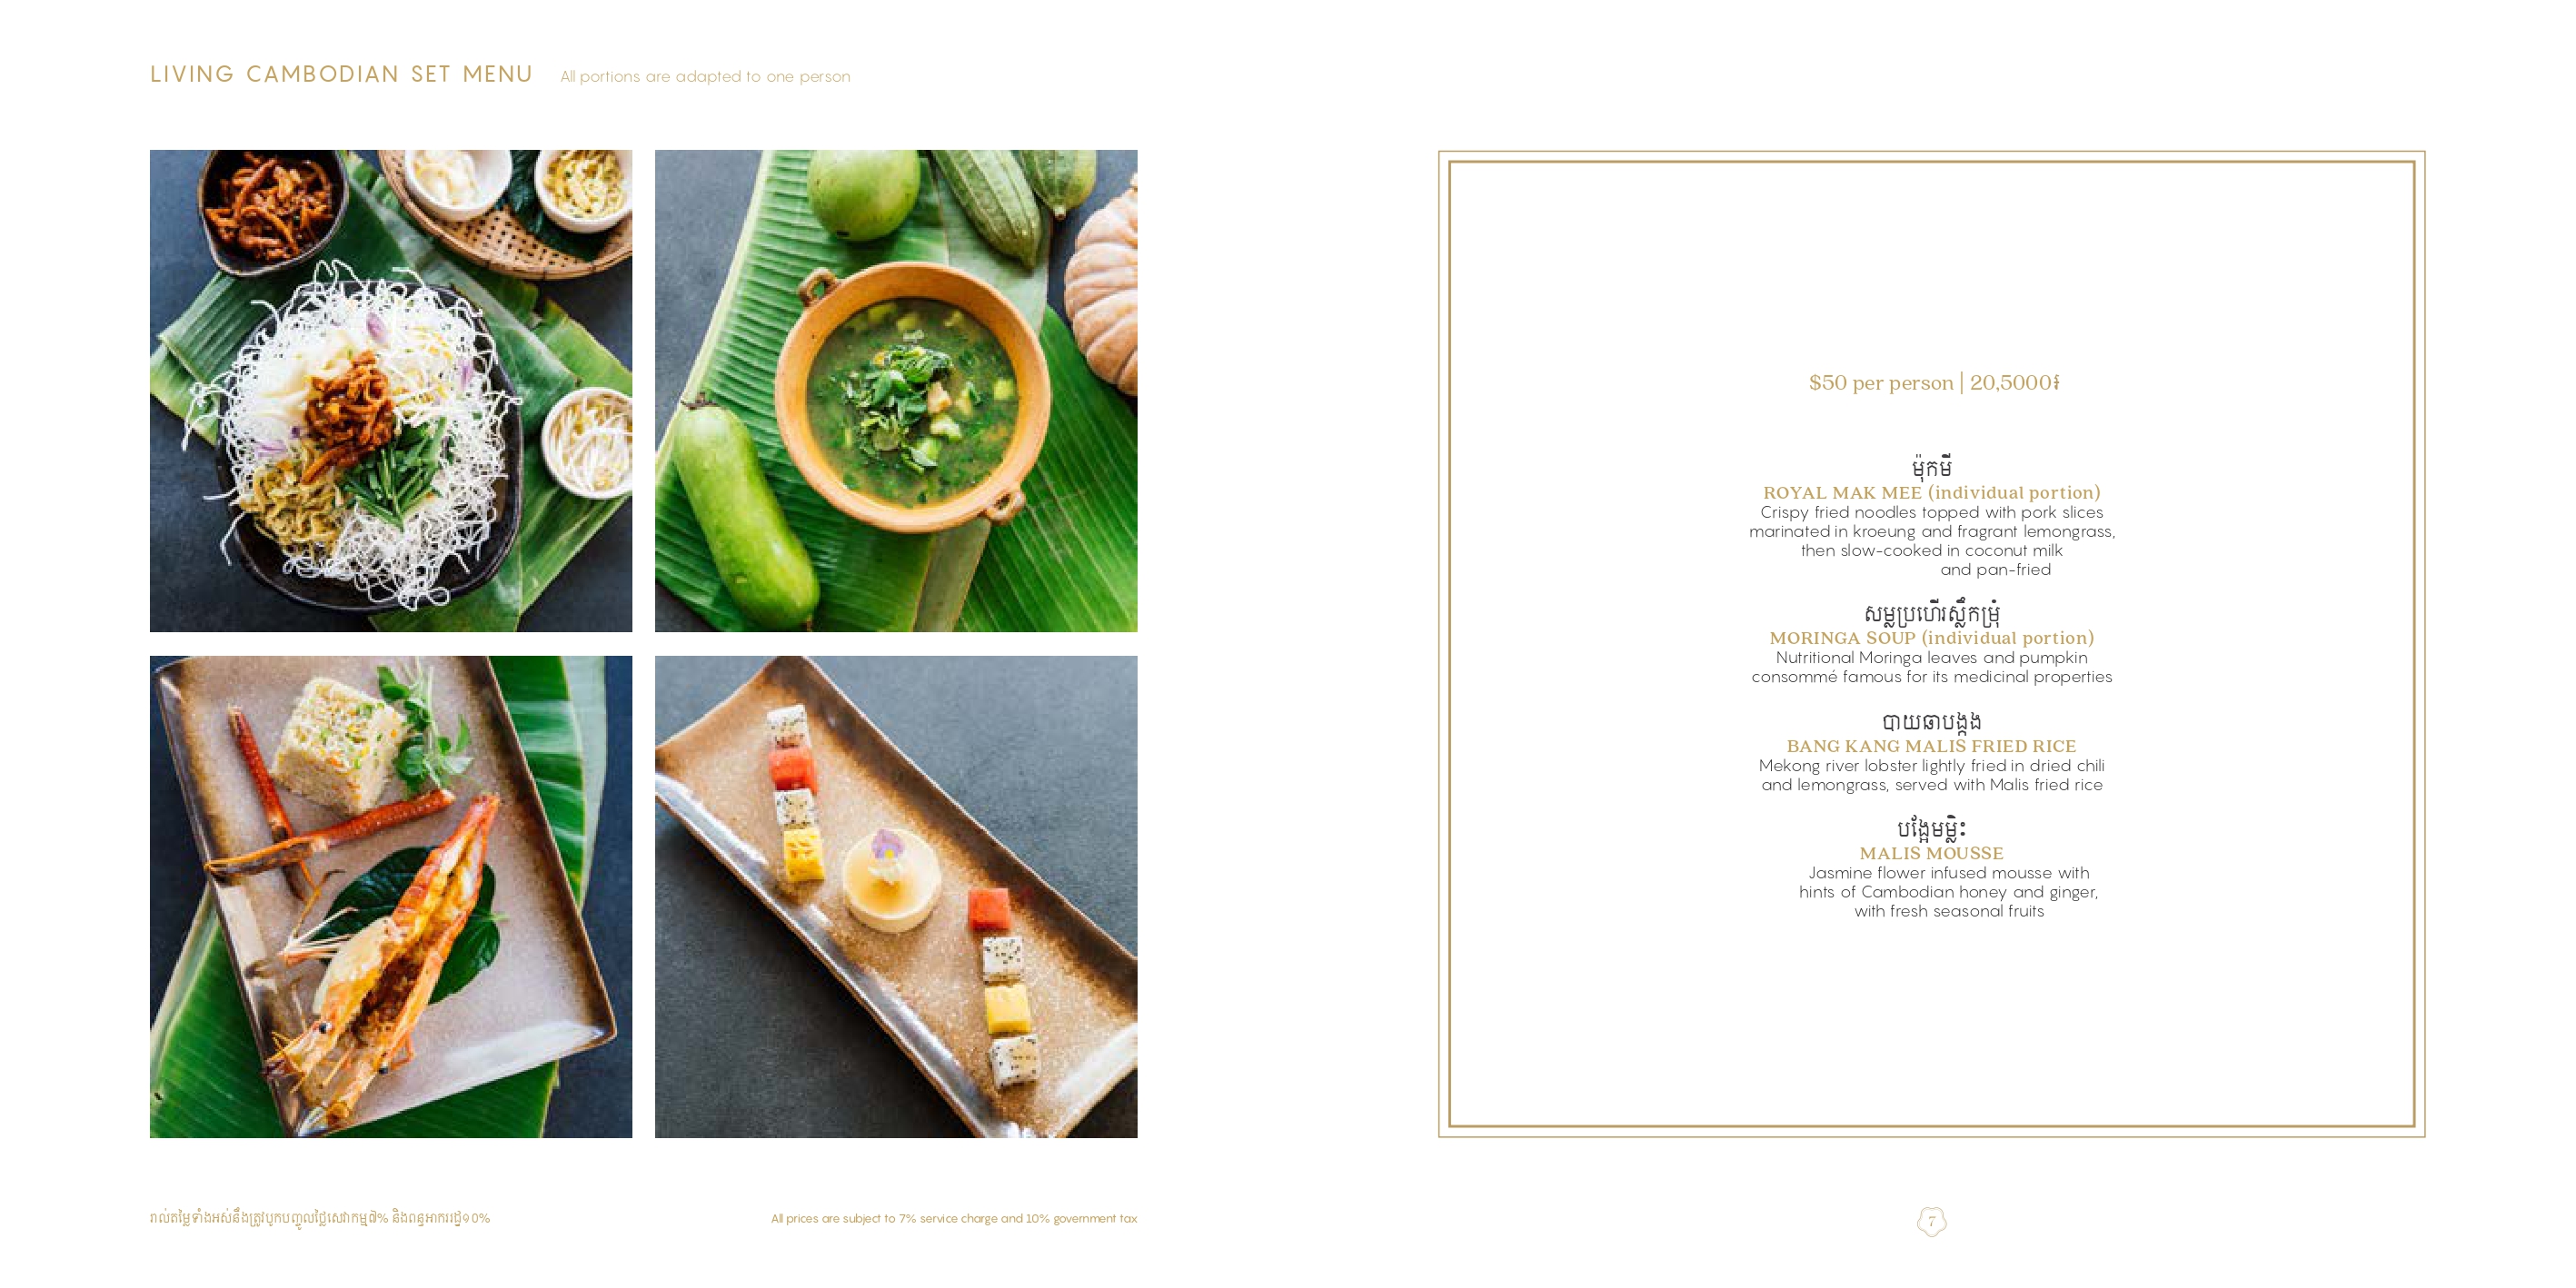 LIVING CAMBODIAN SET MENU All portions are adapted to one person
$50 per person | 20,5000៛
ម៉ុកមី
ROYAL MAK MEE (individual portion)
Crispy fried noodles topped with pork slices
marinated in kroeung and fragrant lemongrass,
then slow-cooked in coconut milk
and pan-fried
សម្លប្រហើរស្លឹកម្រុំ
MORINGA SOUP (individual portion)
Nutritional Moringa leaves and pumpkin
consommé famous for its medicinal properties
បាយឆាបង្កង
BANG KANG MALIS FRIED RICE
Mekong river lobster lightly fried in dried chili
and lemongrass, served with Malis fried rice
បង្អែមម្លិះ
MALIS MOUSSE
Jasmine flower infused mousse with
hints of Cambodian honey and ginger,
with fresh seasonal fruits
រាល់តម្លៃទាំងអស់នឹងត្រូវបូកបញ្ចូលថ្លៃសេវាកម្ម៧% និងពន្ធអាករដ្ឋ១០%
All prices are subject to 7% service charge and 10% government tax
7